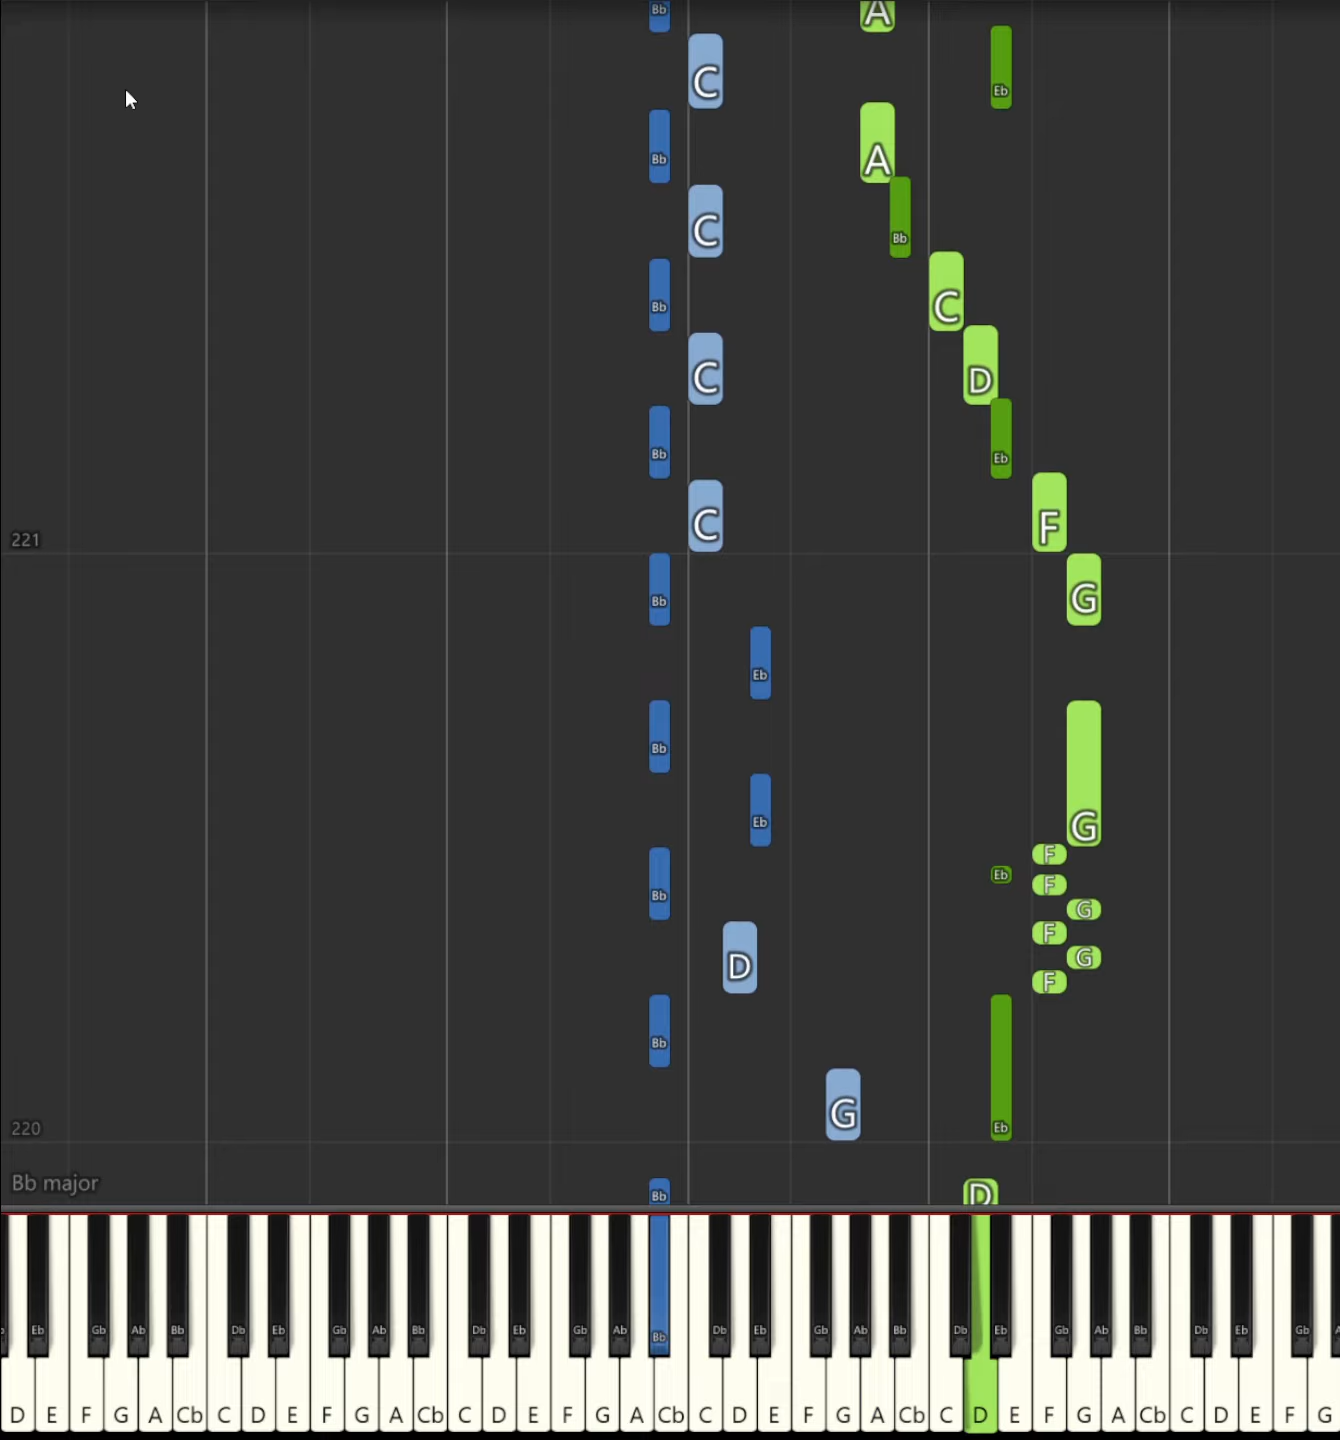 Bb A
C Eb
Bb A
C Bb
Bb C
C D
Bb Eb
C F
221
Bb G
Eb
Bb
Eb G
F
Eb
F
Bb
G
F
D G
F
Bb
G
220 Eb
Bb major
Bb D
Eb Gb Ab Bb Db Eb Gb Ab Bb Db Eb Gb Ab Bb Db Eb Gb Ab Bb Db Eb Gb Ab Bb Db Eb Gb
D E F G A Cb C D E F G A Cb C D E F G A Cb C D E F G A Cb C D E F G A Cb C D E F G